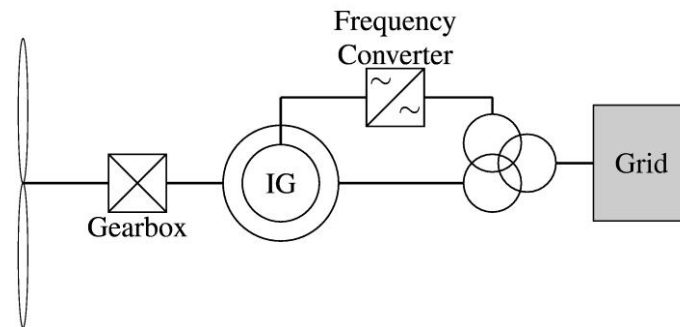 Frequency
Converter
~
~
IG
Grid
Gearbox